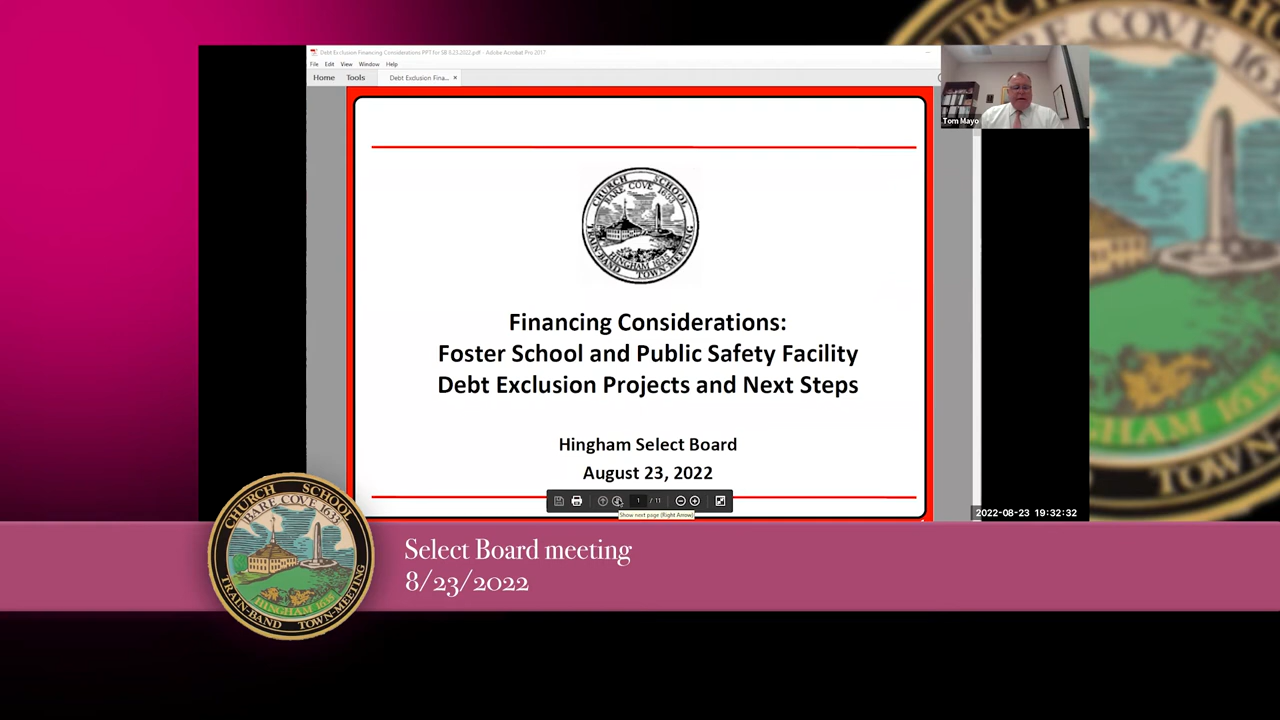 Debt Exclusion Financing Considerations PPT for SB 8.23.2022.pdf - Adobe Acrobat Pro 2017
File Edit View Window Help
Home Tools Debt Exclusion Fina... ×
Tom Mayo
CHURCH SCHOOL
BARE COVE 1633
TRAIN-BAND TOWN-MEETING
HINGHAM 1635
Financing Considerations:
Foster School and Public Safety Facility
Debt Exclusion Projects and Next Steps
Hingham Select Board
August 23, 2022
1 / 11
Show next page (Right Arrow)
2022-08-23 19:32:32
CHURCH SCHOOL
BARE COVE 1633
HINGHAM 1635
TRAIN-BAND TOWN-MEETING
Select Board meeting
8/23/2022